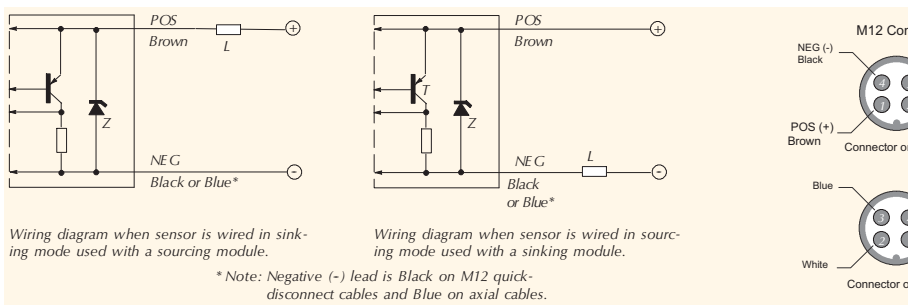 POS
Brown
L
+
Z
NEG
Black or Blue*
-
Wiring diagram when sensor is wired in sink-
ing mode used with a sourcing module.
POS
Brown
+
T
Z
NEG
L
-
Black
or Blue*
Wiring diagram when sensor is wired in sourc-
ing mode used with a sinking module.
* Note: Negative (-) lead is Black on M12 quick-
disconnect cables and Blue on axial cables.
M12 Con
NEG (-)
Black
4
1
POS (+)
Brown
Connector or
Blue
3
2
White
Connector o